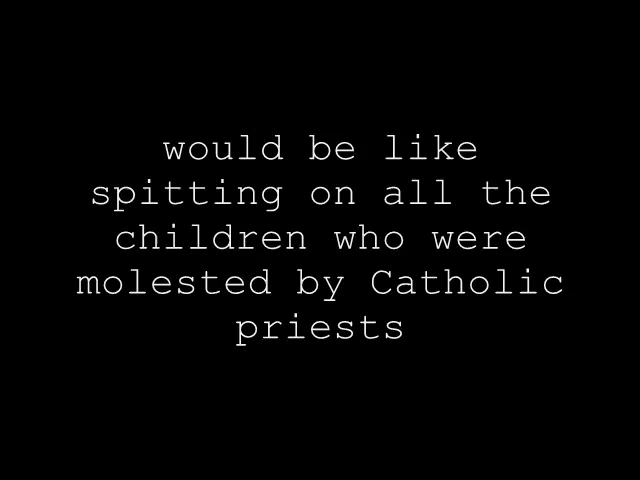 would be like
spitting on all the
children who were
molested by Catholic
priests